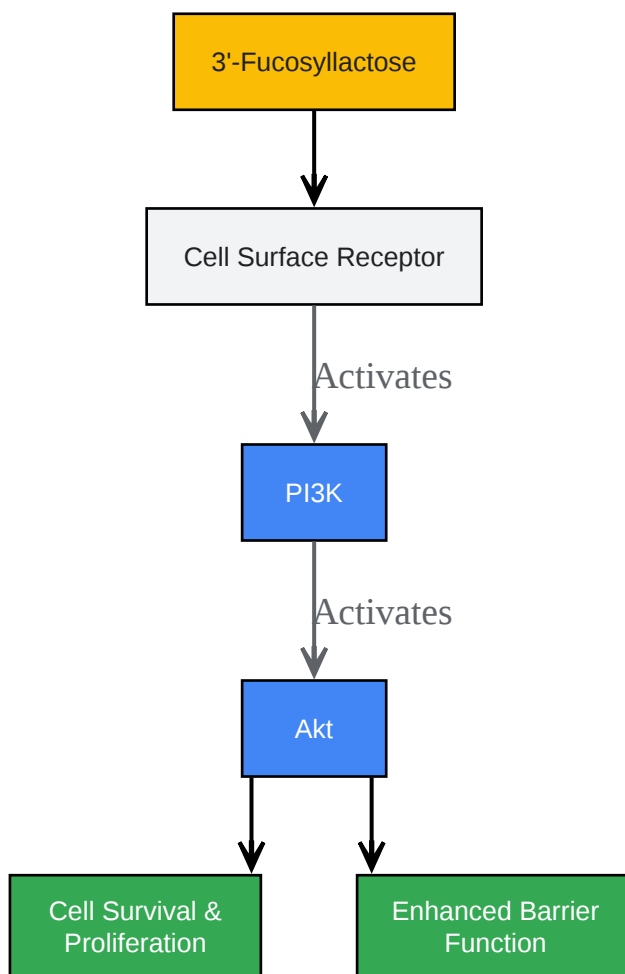 3'-Fucosyllactose
Cell Surface Receptor
Activates
PI3K
Activates
Akt
Cell Survival &
Proliferation
Enhanced Barrier
Function